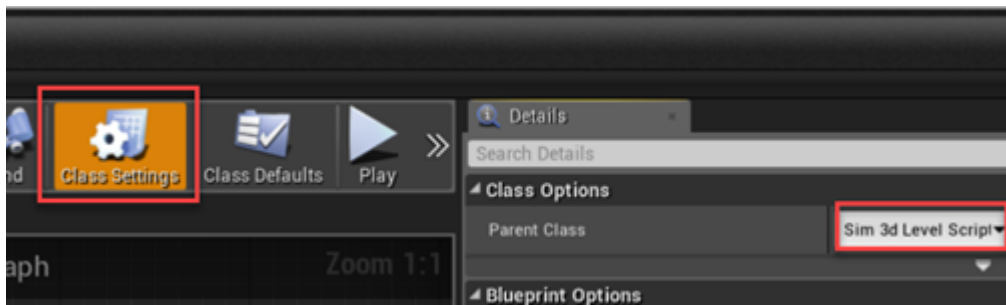 Details
Search Details
nd Class Settings Class Defaults Play
Class Options
Parent Class Sim 3d Level Script
aph Zoom 1:1
Blueprint Options